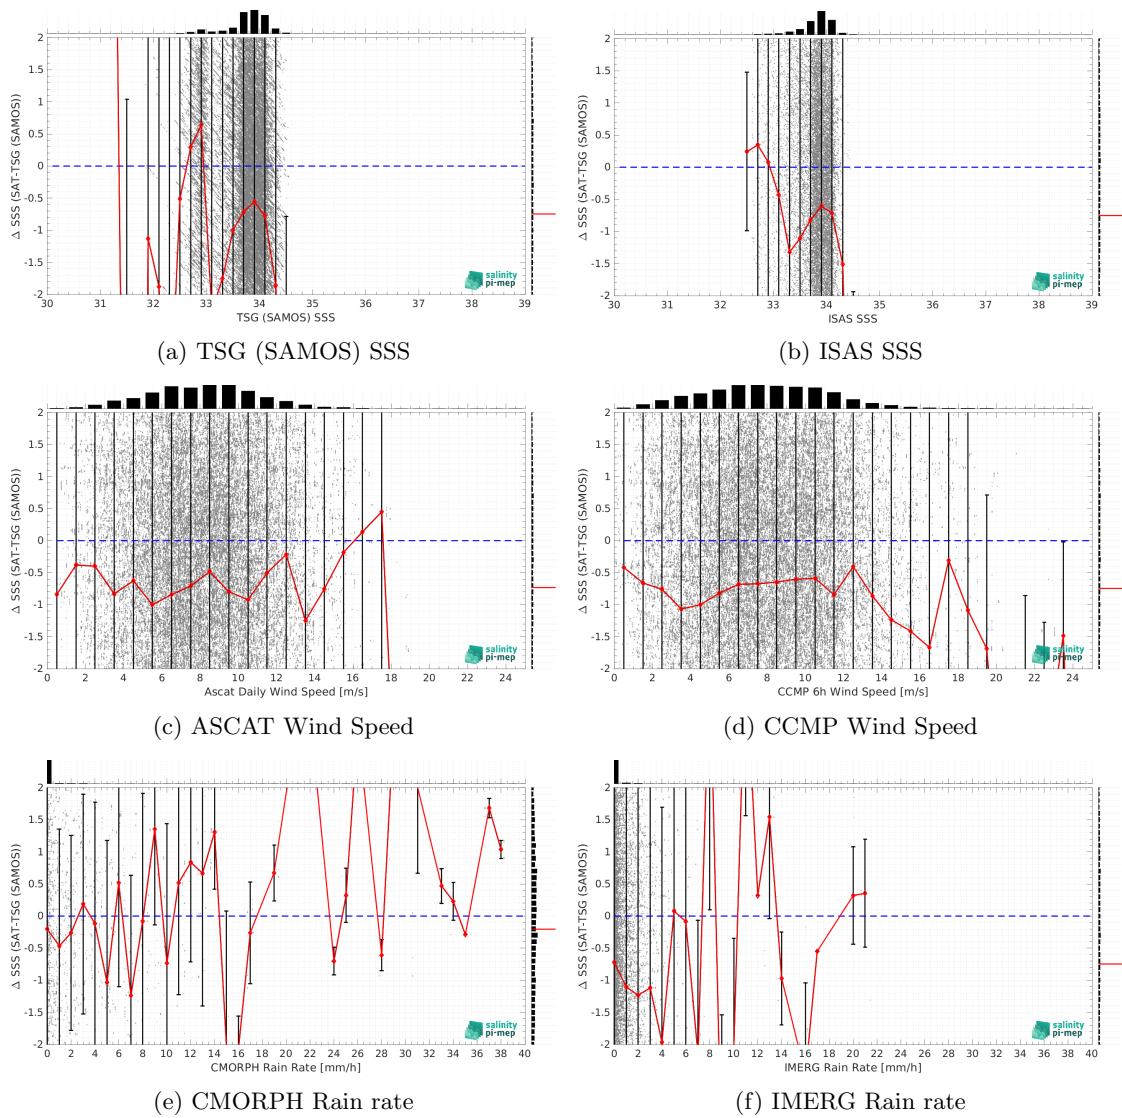 2
1.5
1
0.5
0
-0.5
-1
-1.5
-2
Δ SSS (SAT-TSG (SAMOS))
30 31 32 33 34 35 36 37 38 39
TSG (SAMOS) SSS
salinity
pi-mep
(a) TSG (SAMOS) SSS
2
1.5
1
0.5
0
-0.5
-1
-1.5
-2
Δ SSS (SAT-TSG (SAMOS))
30 31 32 33 34 35 36 37 38 39
ISAS SSS
salinity
pi-mep
(b) ISAS SSS
2
1.5
1
0.5
0
-0.5
-1
-1.5
-2
Δ SSS (SAT-TSG (SAMOS))
0 2 4 6 8 10 12 14 16 18 20 22 24
Ascat Daily Wind Speed [m/s]
salinity
pi-mep
(c) ASCAT Wind Speed
2
1.5
1
0.5
0
-0.5
-1
-1.5
-2
Δ SSS (SAT-TSG (SAMOS))
0 2 4 6 8 10 12 14 16 18 20 22 24
CCMP 6h Wind Speed [m/s]
salinity
pi-mep
(d) CCMP Wind Speed
2
1.5
1
0.5
0
-0.5
-1
-1.5
-2
Δ SSS (SAT-TSG (SAMOS))
0 2 4 6 8 10 12 14 16 18 20 22 24 26 28 30 32 34 36 38 40
CMORPH Rain Rate [mm/h]
salinity
pi-mep
(e) CMORPH Rain rate
2
1.5
1
0.5
0
-0.5
-1
-1.5
-2
Δ SSS (SAT-TSG (SAMOS))
0 2 4 6 8 10 12 14 16 18 20 22 24 26 28 30 32 34 36 38 40
IMERG Rain Rate [mm/h]
salinity
pi-mep
(f) IMERG Rain rate